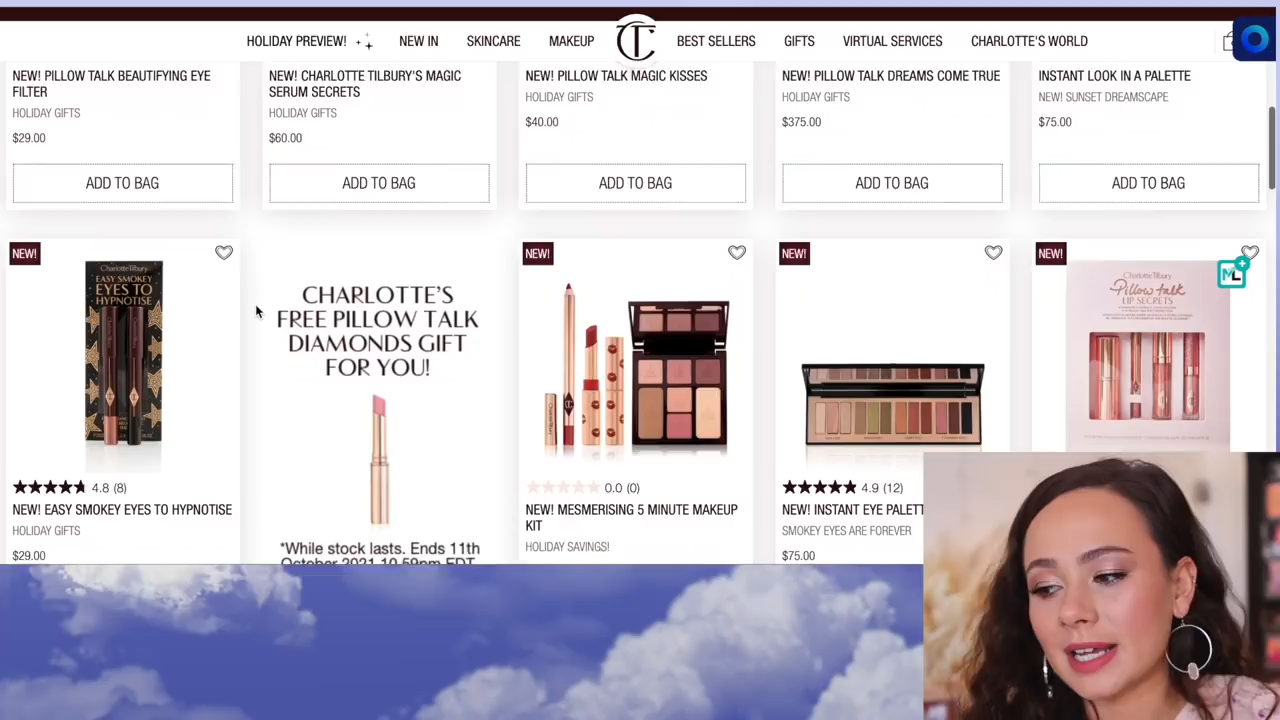 HOLIDAY PREVIEW!
NEW IN
SKINCARE
MAKEUP
CT
BEST SELLERS
GIFTS
VIRTUAL SERVICES
CHARLOTTE'S WORLD
NEW! PILLOW TALK BEAUTIFYING EYE
FILTER
HOLIDAY GIFTS
$29.00
ADD TO BAG
NEW! CHARLOTTE TILBURY'S MAGIC
SERUM SECRETS
HOLIDAY GIFTS
$60.00
ADD TO BAG
NEW! PILLOW TALK MAGIC KISSES
HOLIDAY GIFTS
$40.00
ADD TO BAG
NEW! PILLOW TALK DREAMS COME TRUE
HOLIDAY GIFTS
$375.00
ADD TO BAG
INSTANT LOOK IN A PALETTE
NEW! SUNSET DREAMSCAPE
$75.00
ADD TO BAG
NEW!
Charlotte Tilbury
EASY SMOKEY
EYES TO
HYPNOTISE
4.8 (8)
NEW! EASY SMOKEY EYES TO HYPNOTISE
HOLIDAY GIFTS
$29.00
CHARLOTTE'S
FREE PILLOW TALK
DIAMONDS GIFT
FOR YOU!
*While stock lasts. Ends 11th
October 2021 10.59pm EDT
NEW!
0.0 (0)
NEW! MESMERISING 5 MINUTE MAKEUP
KIT
HOLIDAY SAVINGS!
NEW!
4.9 (12)
NEW! INSTANT EYE PALETT
SMOKEY EYES ARE FOREVER
$75.00
NEW!
ML
Charlotte Tilbury
Pillow talk
LIP SECRETS